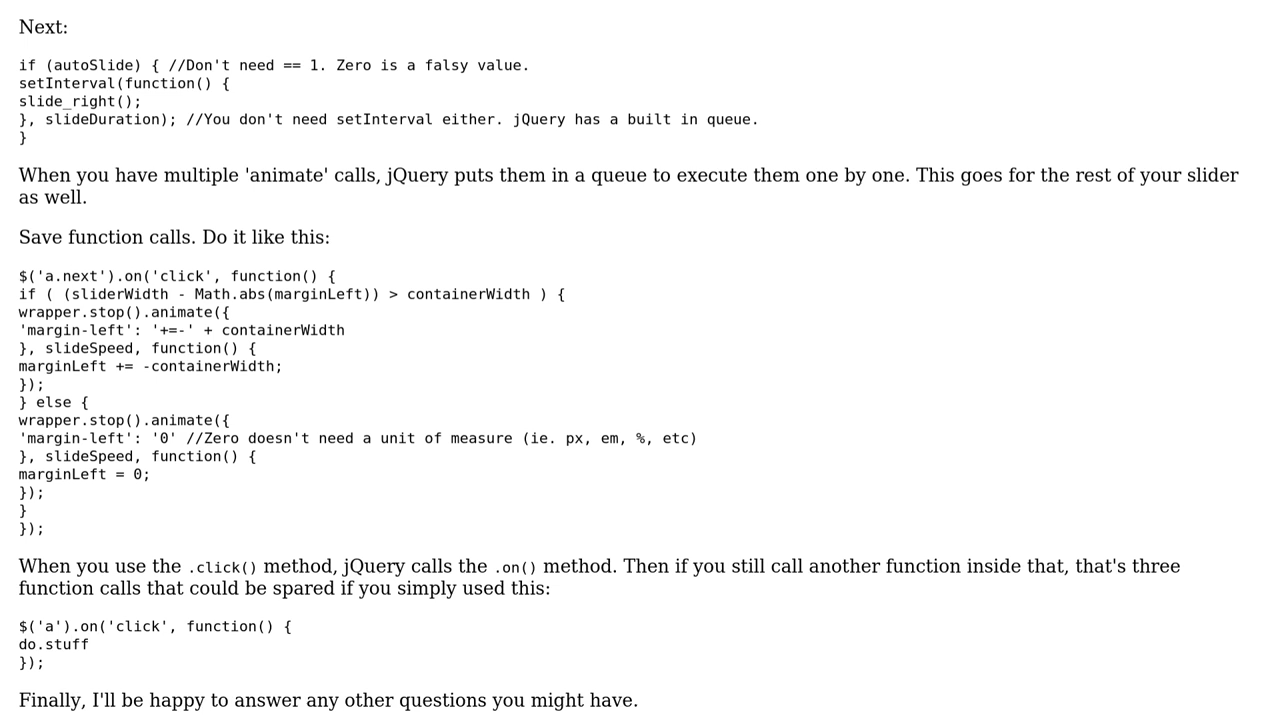 Next:
if (autoSlide) { //Don't need == 1. Zero is a falsy value.
setInterval(function() {
slide_right();
}, slideDuration); //You don't need setInterval either. jQuery has a built in queue.
}
When you have multiple 'animate' calls, jQuery puts them in a queue to execute them one by one. This goes for the rest of your slider
as well.
Save function calls. Do it like this:
$('a.next').on('click', function() {
if ( (sliderWidth - Math.abs(marginLeft)) > containerWidth ) {
wrapper.stop().animate({
'margin-left': '+=-' + containerWidth
}, slideSpeed, function() {
marginLeft += -containerWidth;
});
} else {
wrapper.stop().animate({
'margin-left': '0' //Zero doesn't need a unit of measure (ie. px, em, %, etc)
}, slideSpeed, function() {
marginLeft = 0;
});
}
});
When you use the .click() method, jQuery calls the .on() method. Then if you still call another function inside that, that's three
function calls that could be spared if you simply used this:
$('a').on('click', function() {
do.stuff
});
Finally, I'll be happy to answer any other questions you might have.